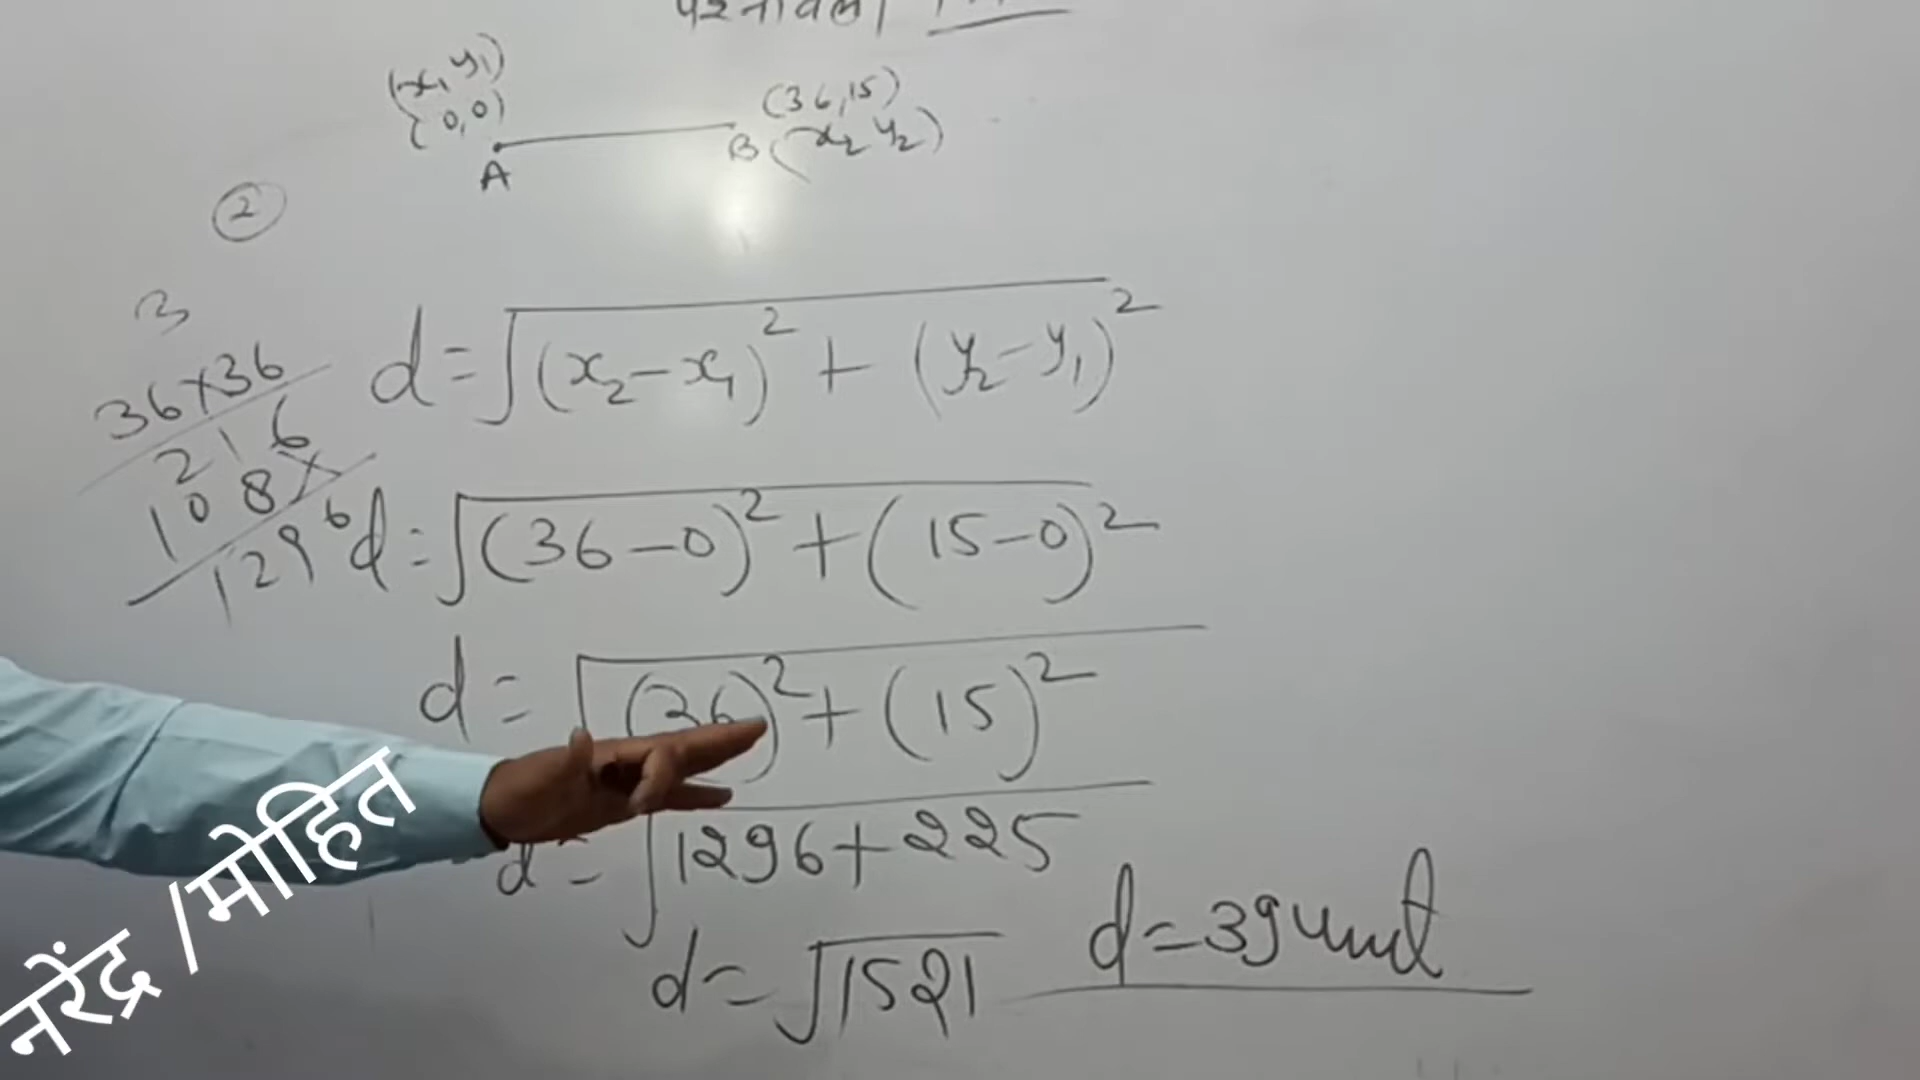 (x₁ y₁)
(0,0)
(36,15)
A
B (x₂ y₂)
②
3
36×36
216
108×
1296
d=√(x₂-x₁)²+(y₂-y₁)²
d=√(36-0)²+(15-0)²
d=√(36)²+(15)²
d=√1296+225
d=√1521
d=39 unit
नरेंद्र /मोहित